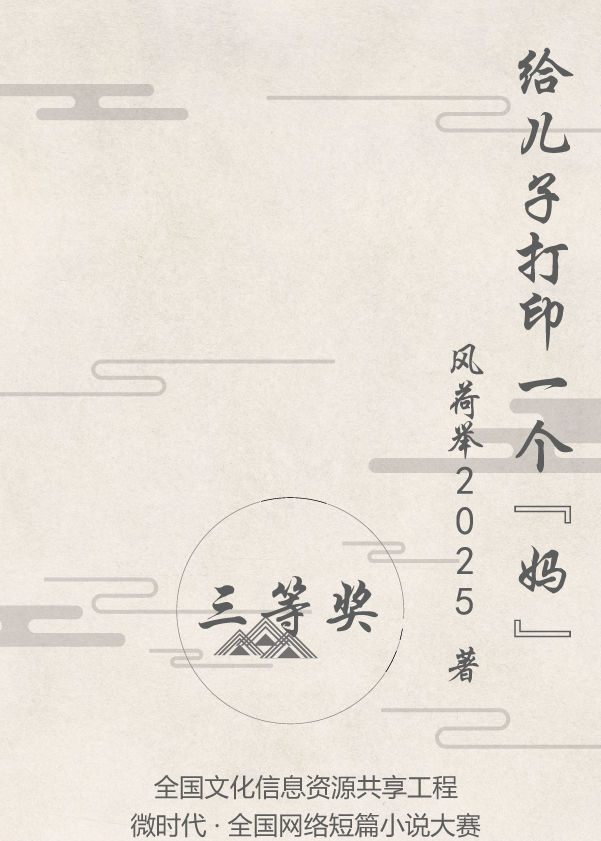 给儿子打印一个『妈』
风荷举2025 著
三等奖
全国文化信息资源共享工程
微时代·全国网络短篇小说大赛